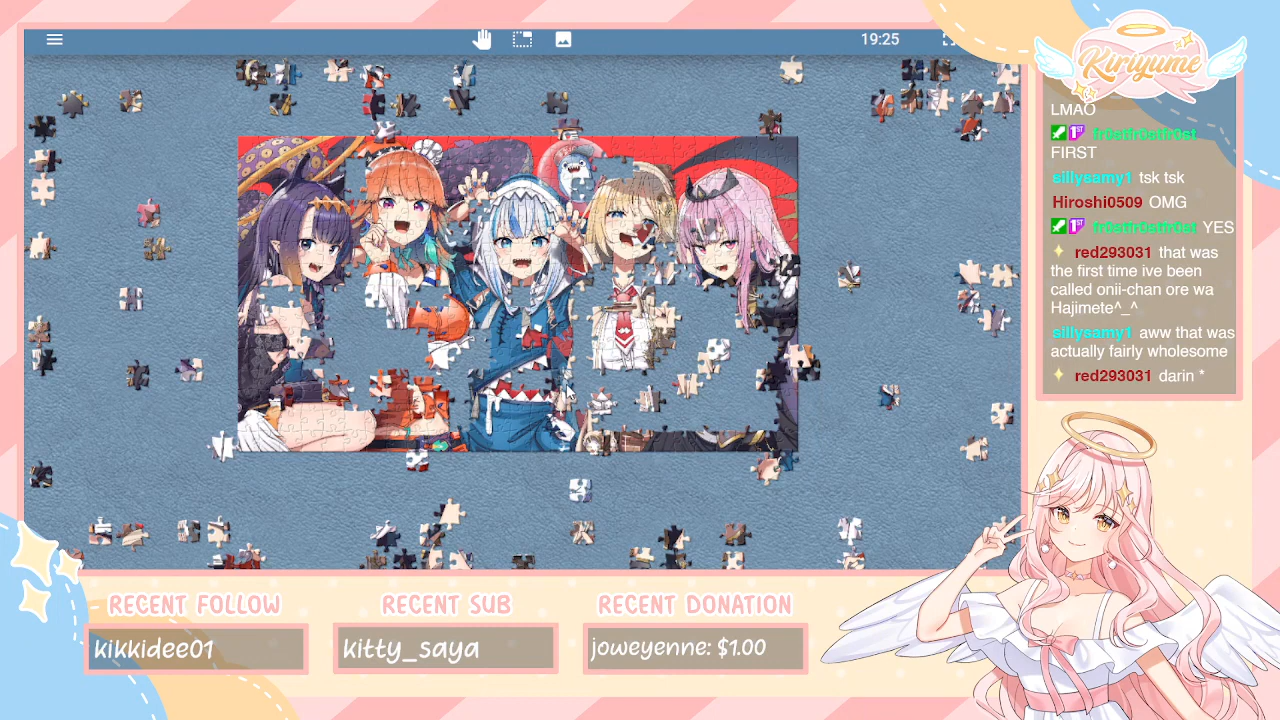 19:25
Kiriyume
LMAO
fr0stfr0stfr0st
FIRST
sillysamy1 tsk tsk
Hiroshi0509 OMG
fr0stfr0stfr0st YES
red293031 that was
the first time ive been
called onii-chan ore wa
Hajimete^_^
sillysamy1 aww that was
actually fairly wholesome
red293031 darin *
RECENT FOLLOW
kikkidee01
RECENT SUB
kitty_saya
RECENT DONATION
joweyenne: $1.00